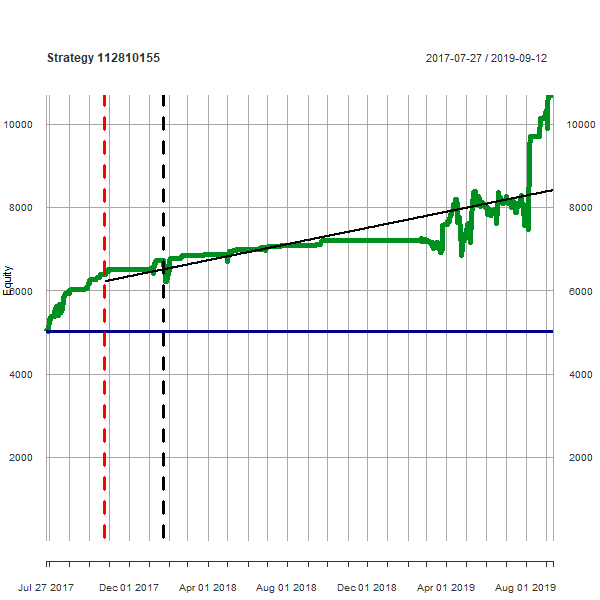 Strategy 112810155
2017-07-27 / 2019-09-12
10000
10000
8000
8000
Equity
6000
6000
4000
4000
2000
2000
Jul 27 2017
Dec 01 2017
Apr 01 2018
Aug 01 2018
Dec 01 2018
Apr 01 2019
Aug 01 2019